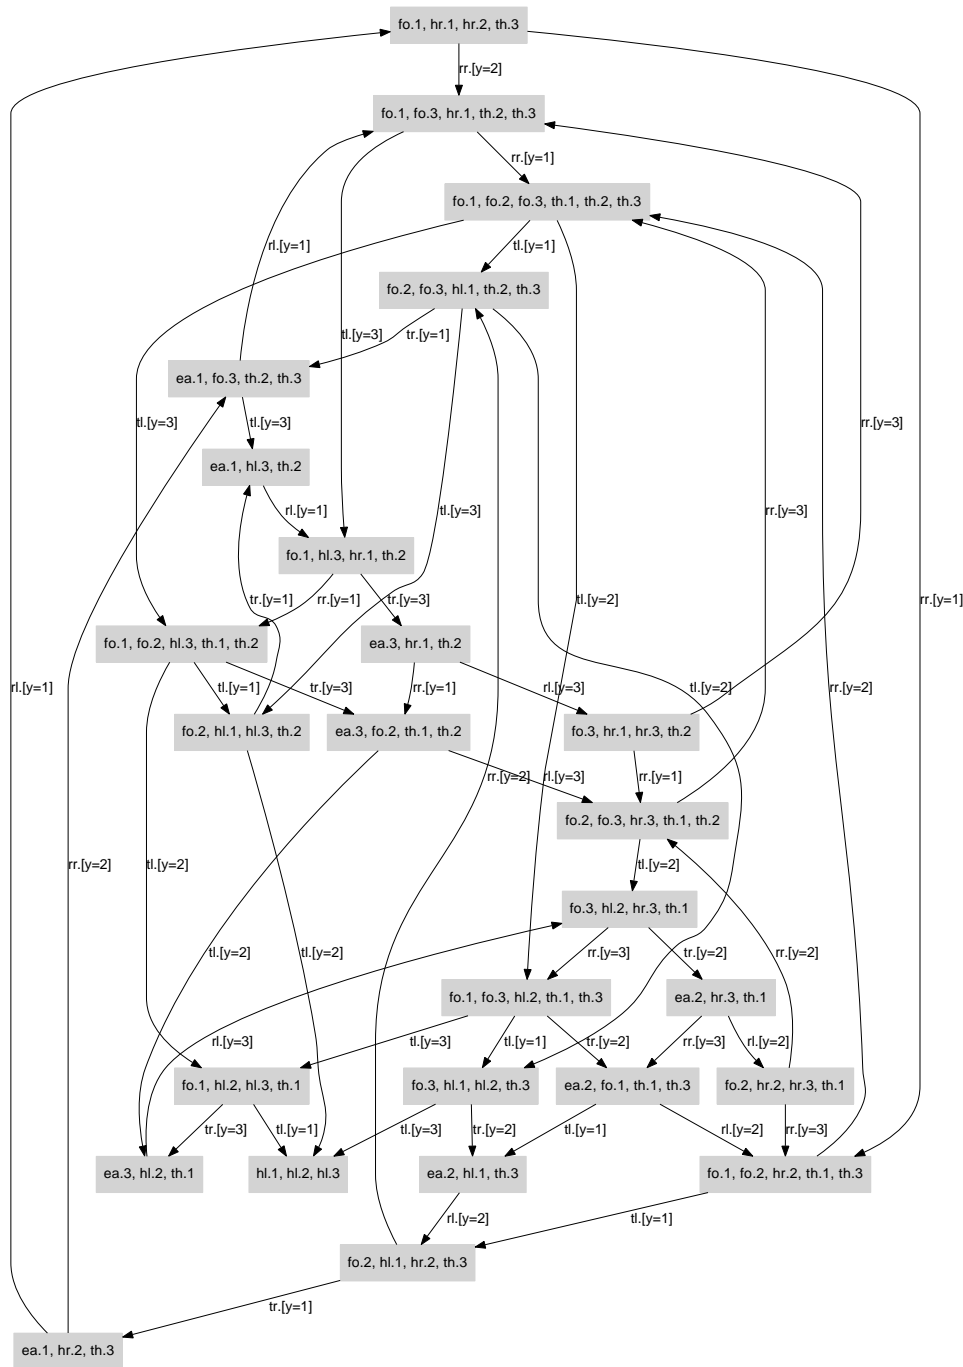 fo.1, hr.1, hr.2, th.3
rr.[y=2]
fo.1, fo.3, hr.1, th.2, th.3
rr.[y=1]
fo.1, fo.2, fo.3, th.1, th.2, th.3
rl.[y=1]
tl.[y=1]
fo.2, fo.3, hl.1, th.2, th.3
tl.[y=3]
tr.[y=1]
ea.1, fo.3, th.2, th.3
tl.[y=3]
tl.[y=3]
rr.[y=3]
ea.1, hl.3, th.2
rl.[y=1]
tl.[y=3]
rr.[y=3]
fo.1, hl.3, hr.1, th.2
tr.[y=1]
rr.[y=1]
tr.[y=3]
tl.[y=2]
rr.[y=1]
fo.1, fo.2, hl.3, th.1, th.2
ea.3, hr.1, th.2
rl.[y=1]
tl.[y=1]
tr.[y=3]
rr.[y=1]
rl.[y=3]
tl.[y=2]
rr.[y=2]
fo.2, hl.1, hl.3, th.2
ea.3, fo.2, th.1, th.2
fo.3, hr.1, hr.3, th.2
rr.[y=2]
rl.[y=3]
rr.[y=1]
fo.2, fo.3, hr.3, th.1, th.2
rr.[y=2]
tl.[y=2]
tl.[y=2]
fo.3, hl.2, hr.3, th.1
tl.[y=2]
tl.[y=2]
rr.[y=3]
tr.[y=2]
rr.[y=2]
fo.1, fo.3, hl.2, th.1, th.3
ea.2, hr.3, th.1
rl.[y=3]
tl.[y=3]
tl.[y=1]
tr.[y=2]
rr.[y=3]
rl.[y=2]
fo.1, hl.2, hl.3, th.1
fo.3, hl.1, hl.2, th.3
ea.2, fo.1, th.1, th.3
fo.2, hr.2, hr.3, th.1
tr.[y=3]
tl.[y=1]
tl.[y=3]
tr.[y=2]
tl.[y=1]
rl.[y=2]
rr.[y=3]
ea.3, hl.2, th.1
hl.1, hl.2, hl.3
ea.2, hl.1, th.3
fo.1, fo.2, hr.2, th.1, th.3
rl.[y=2]
tl.[y=1]
fo.2, hl.1, hr.2, th.3
tr.[y=1]
ea.1, hr.2, th.3